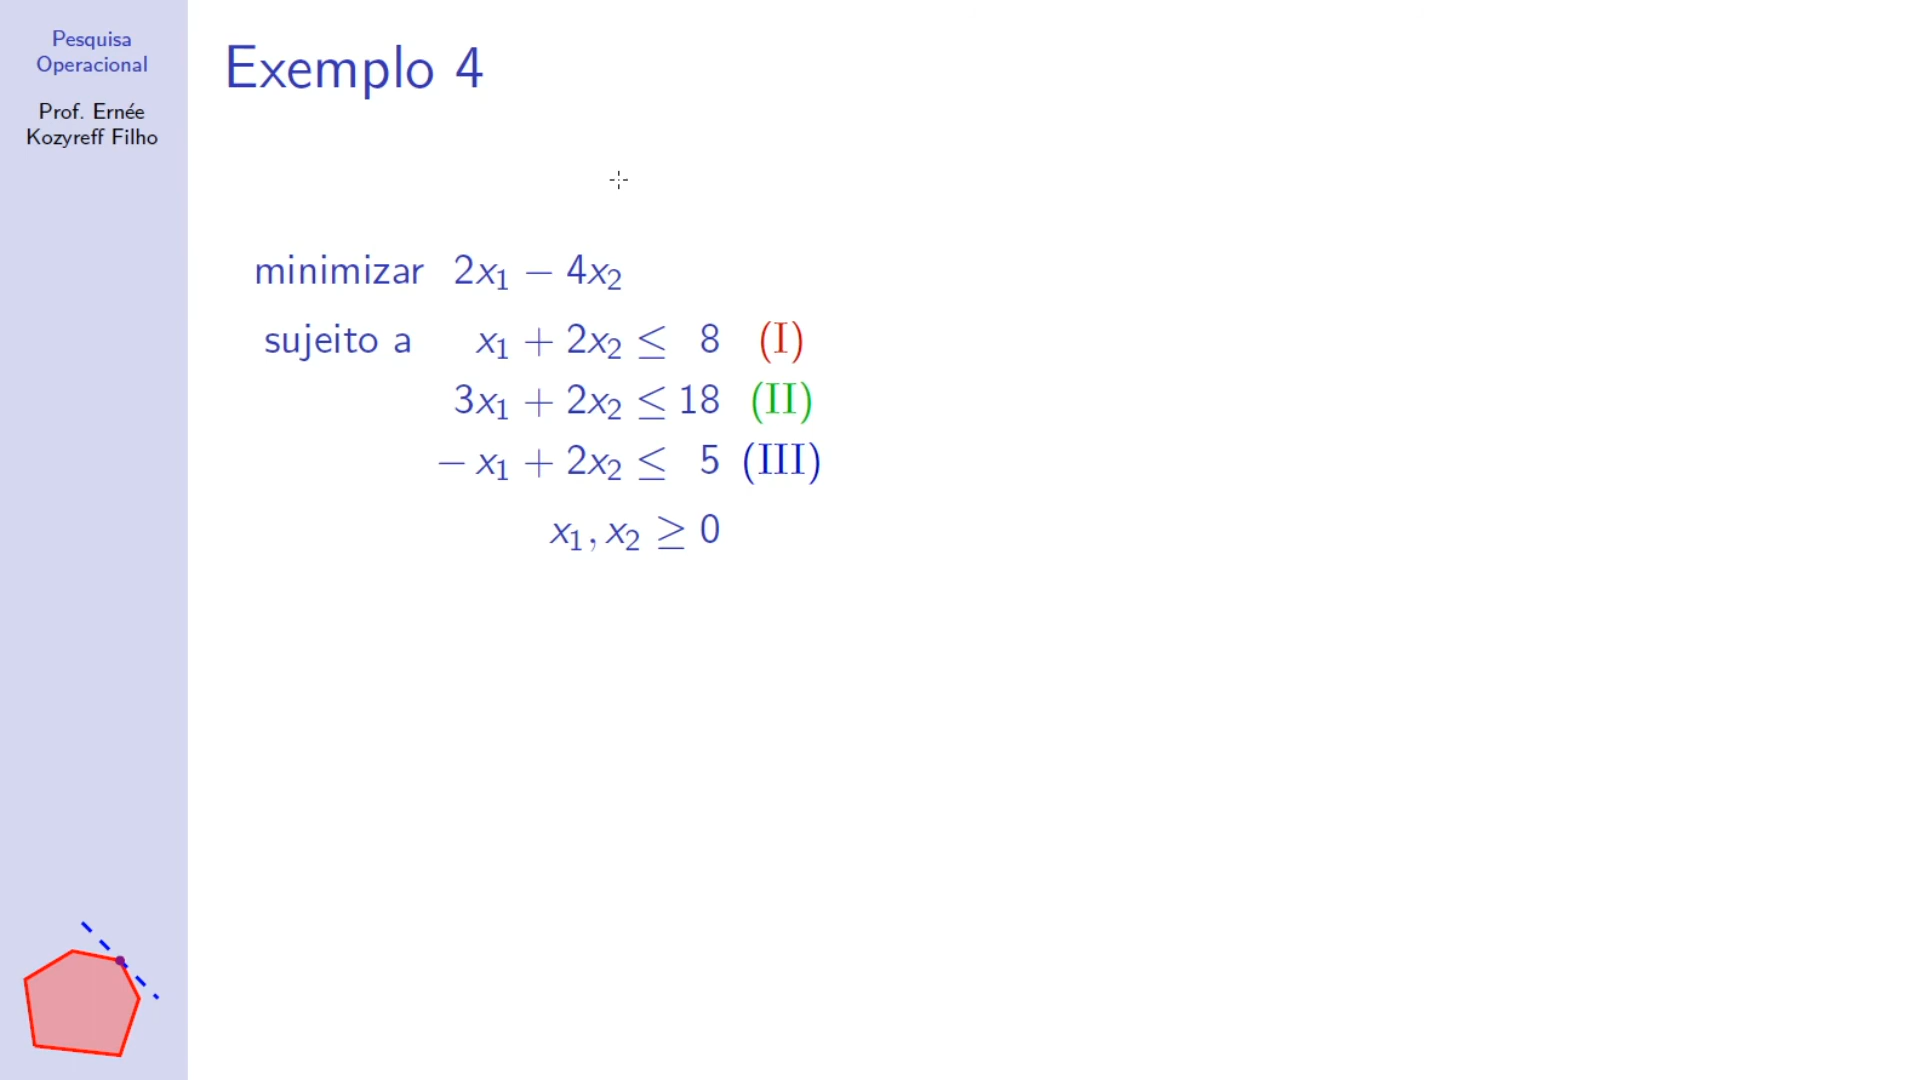 Pesquisa
Operacional
Prof. Ernée
Kozyreff Filho
Exemplo 4
minimizar 2x₁ − 4x₂
sujeito a x₁ + 2x₂ ≤ 8 (I)
3x₁ + 2x₂ ≤ 18 (II)
− x₁ + 2x₂ ≤ 5 (III)
x₁, x₂ ≥ 0